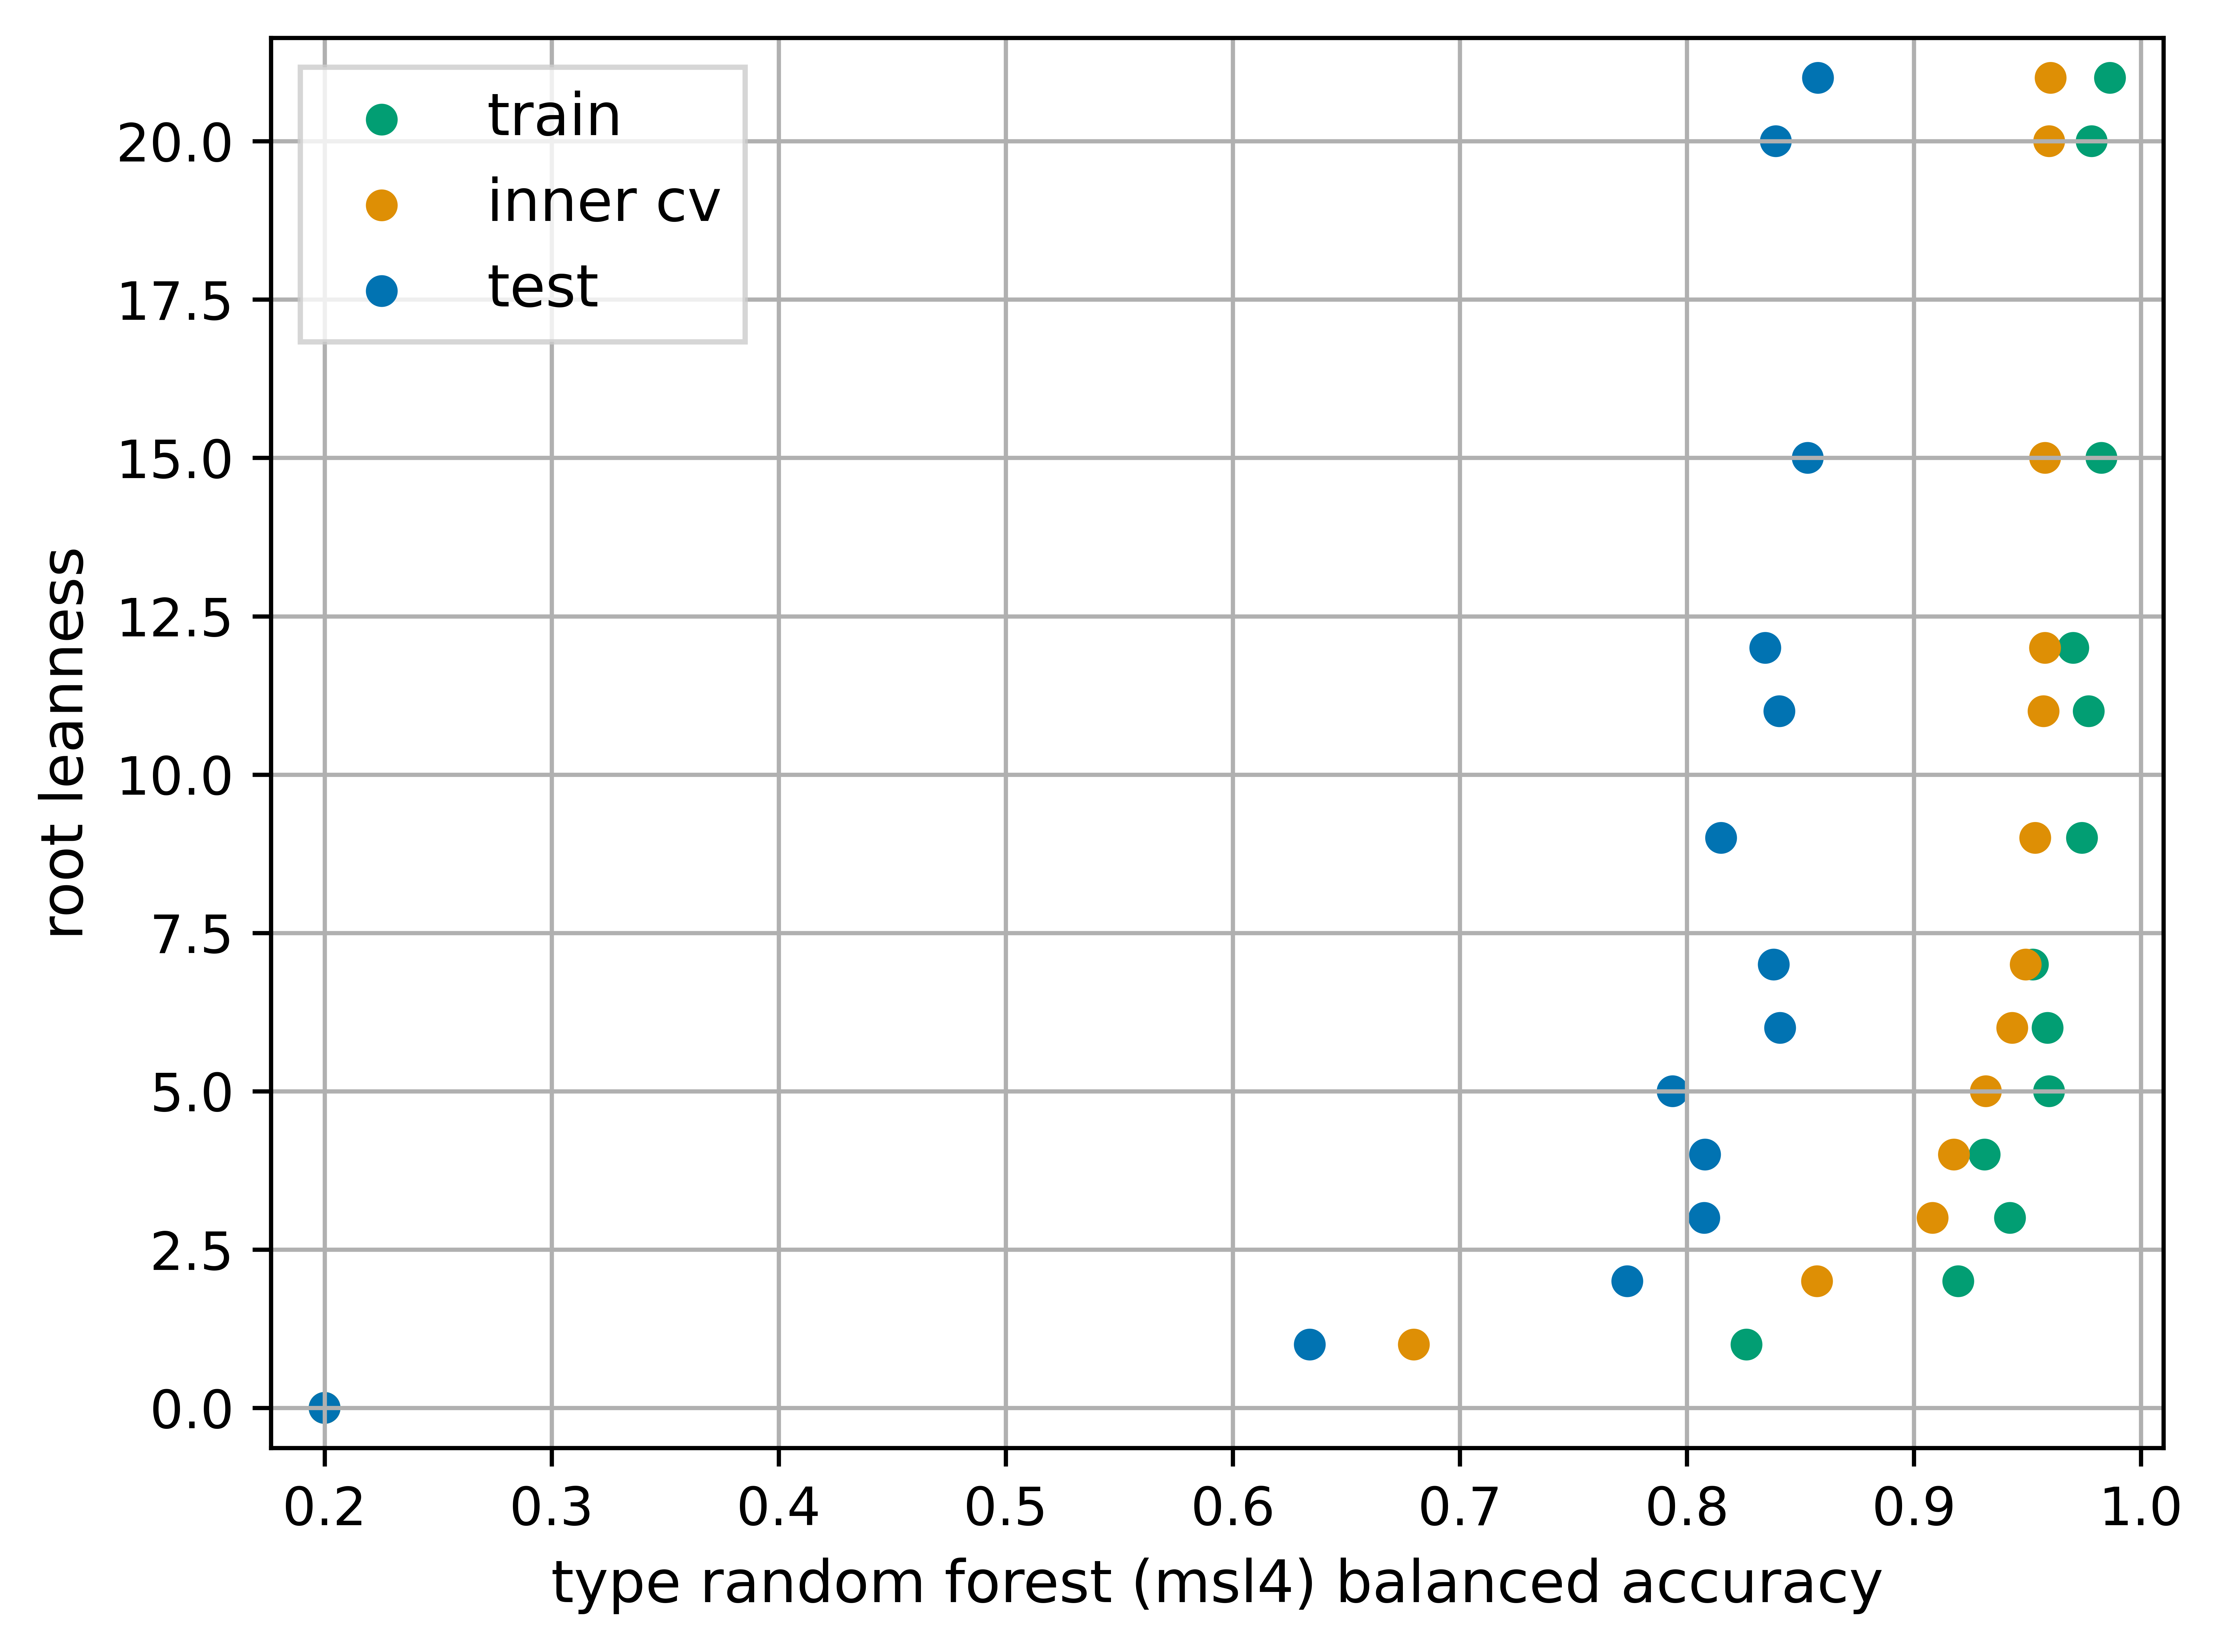 train
inner cv
test
20.0
17.5
15.0
12.5
10.0
7.5
5.0
2.5
0.0
root leanness
0.2 0.3 0.4 0.5 0.6 0.7 0.8 0.9 1.0
type random forest (msl4) balanced accuracy